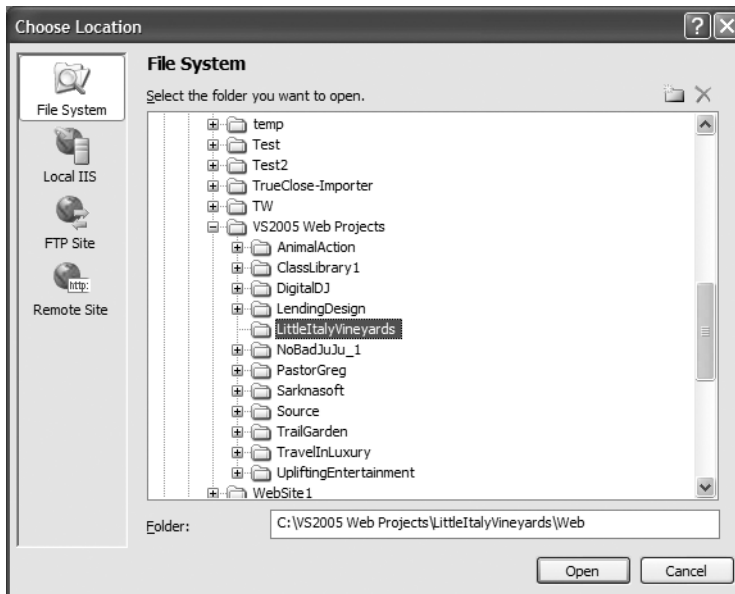 Choose Location
File System
Local IIS
FTP Site
http:
Remote Site
File System
Select the folder you want to open.
temp
Test
Test2
TrueClose-Importer
TW
VS2005 Web Projects
AnimalAction
ClassLibrary1
DigitalDJ
LendingDesign
LittleItalyVineyards
NoBadJuJu_1
PastorGreg
Sarknasoft
Source
TrailGarden
TravelInLuxury
UpliftingEntertainment
WebSite1
Folder:
C:\VS2005 Web Projects\LittleItalyVineyards\Web
Open
Cancel